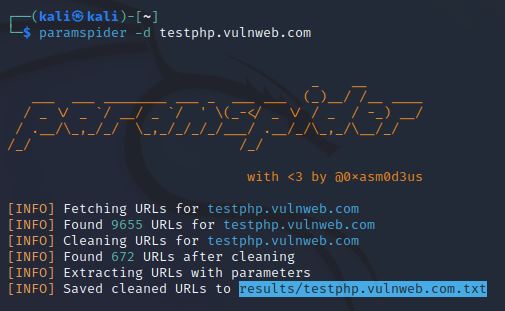 (kali㉿kali)-[~]
$ paramspider -d testphp.vulnweb.com
paramspider
with <3 by @0×asm0d3us
[INFO] Fetching URLs for testphp.vulnweb.com
[INFO] Found 9655 URLs for testphp.vulnweb.com
[INFO] Cleaning URLs for testphp.vulnweb.com
[INFO] Found 672 URLs after cleaning
[INFO] Extracting URLs with parameters
[INFO] Saved cleaned URLs to results/testphp.vulnweb.com.txt